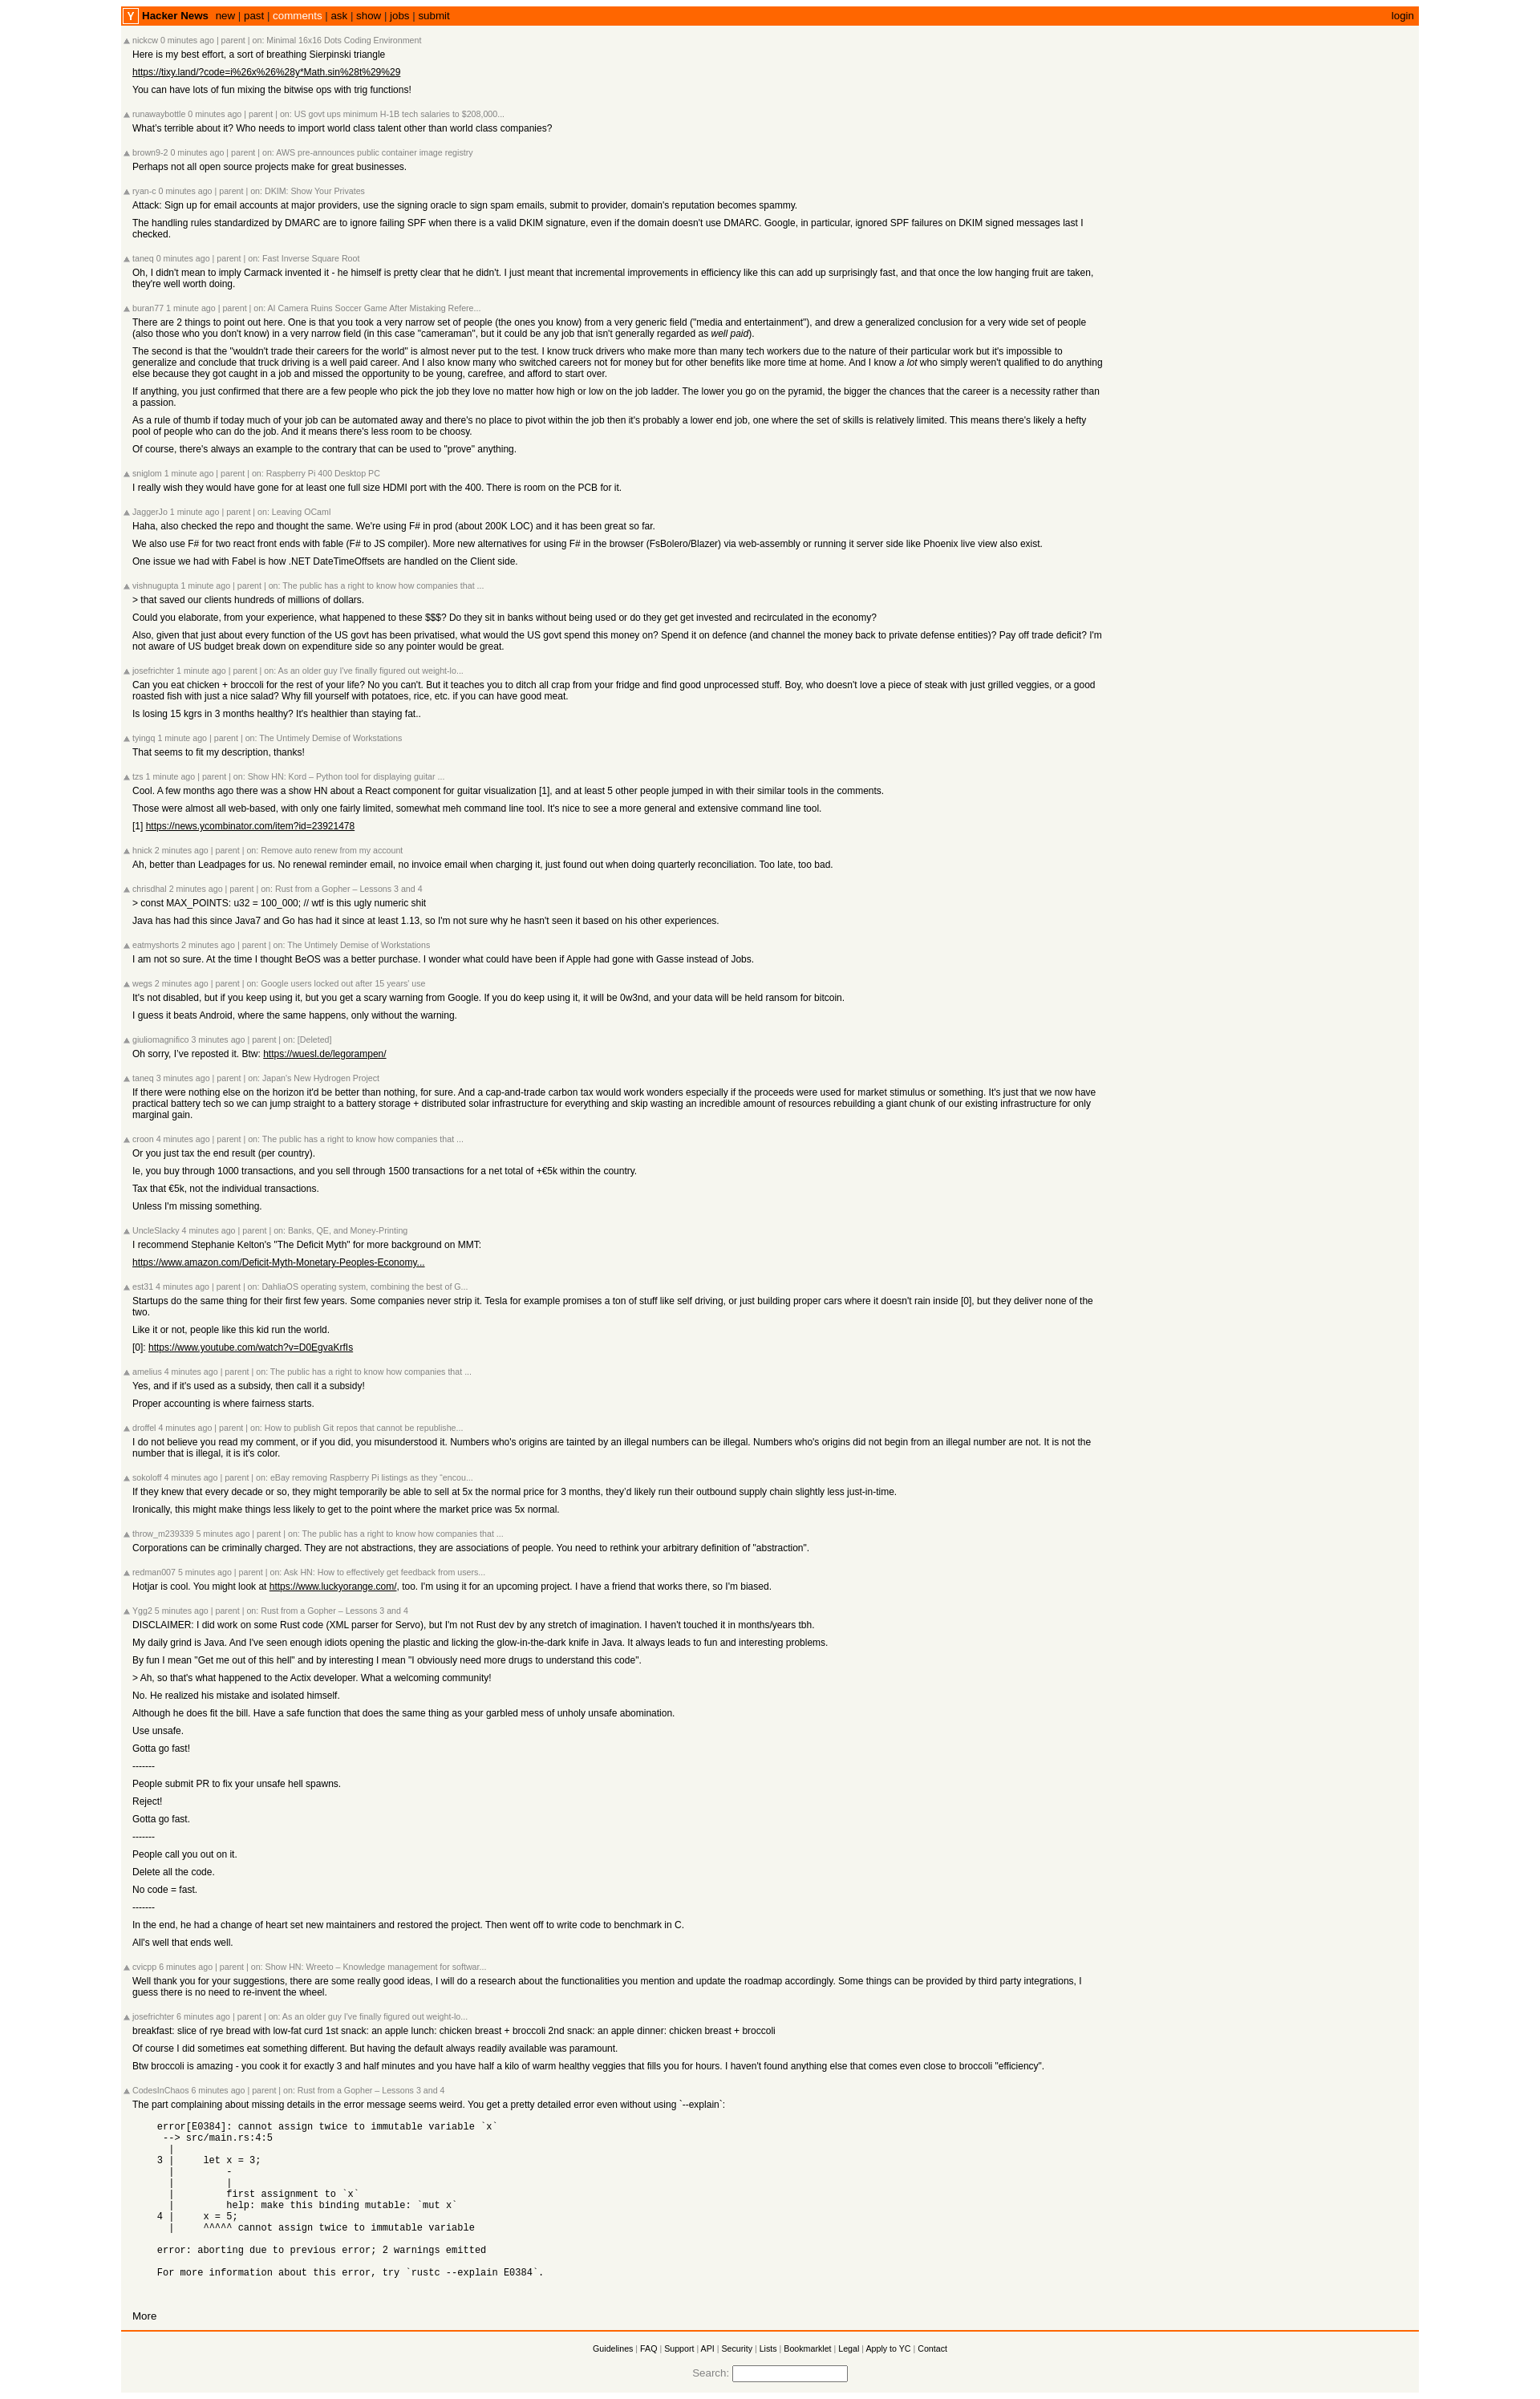 Y Hacker News new | past | comments | ask | show | jobs | submit login
nickcw 0 minutes ago | parent | on: Minimal 16x16 Dots Coding Environment
Here is my best effort, a sort of breathing Sierpinski triangle
https://tixy.land/?code=i%26x%26%28y*Math.sin%28t%29%29
You can have lots of fun mixing the bitwise ops with trig functions!
runawaybottle 0 minutes ago | parent | on: US govt ups minimum H-1B tech salaries to $208,000...
What's terrible about it? Who needs to import world class talent other than world class companies?
brown9-2 0 minutes ago | parent | on: AWS pre-announces public container image registry
Perhaps not all open source projects make for great businesses.
ryan-c 0 minutes ago | parent | on: DKIM: Show Your Privates
Attack: Sign up for email accounts at major providers, use the signing oracle to sign spam emails, submit to provider, domain's reputation becomes spammy.
The handling rules standardized by DMARC are to ignore failing SPF when there is a valid DKIM signature, even if the domain doesn't use DMARC. Google, in particular, ignored SPF failures on DKIM signed messages last I
checked.
taneq 0 minutes ago | parent | on: Fast Inverse Square Root
Oh, I didn't mean to imply Carmack invented it - he himself is pretty clear that he didn't. I just meant that incremental improvements in efficiency like this can add up surprisingly fast, and that once the low hanging fruit are taken,
they're well worth doing.
buran77 1 minute ago | parent | on: AI Camera Ruins Soccer Game After Mistaking Refere...
There are 2 things to point out here. One is that you took a very narrow set of people (the ones you know) from a very generic field ("media and entertainment"), and drew a generalized conclusion for a very wide set of people
(also those who you don't know) in a very narrow field (in this case "cameraman", but it could be any job that isn't generally regarded as well paid).
The second is that the "wouldn't trade their careers for the world" is almost never put to the test. I know truck drivers who make more than many tech workers due to the nature of their particular work but it's impossible to
generalize and conclude that truck driving is a well paid career. And I also know many who switched careers not for money but for other benefits like more time at home. And I know a lot who simply weren't qualified to do anything
else because they got caught in a job and missed the opportunity to be young, carefree, and afford to start over.
If anything, you just confirmed that there are a few people who pick the job they love no matter how high or low on the job ladder. The lower you go on the pyramid, the bigger the chances that the career is a necessity rather than
a passion.
As a rule of thumb if today much of your job can be automated away and there's no place to pivot within the job then it's probably a lower end job, one where the set of skills is relatively limited. This means there's likely a hefty
pool of people who can do the job. And it means there's less room to be choosy.
Of course, there's always an example to the contrary that can be used to "prove" anything.
sniglom 1 minute ago | parent | on: Raspberry Pi 400 Desktop PC
I really wish they would have gone for at least one full size HDMI port with the 400. There is room on the PCB for it.
JaggerJo 1 minute ago | parent | on: Leaving OCaml
Haha, also checked the repo and thought the same. We're using F# in prod (about 200K LOC) and it has been great so far.
We also use F# for two react front ends with fable (F# to JS compiler). More new alternatives for using F# in the browser (FsBolero/Blazer) via web-assembly or running it server side like Phoenix live view also exist.
One issue we had with Fabel is how .NET DateTimeOffsets are handled on the Client side.
vishnugupta 1 minute ago | parent | on: The public has a right to know how companies that ...
> that saved our clients hundreds of millions of dollars.
Could you elaborate, from your experience, what happened to these $$$? Do they sit in banks without being used or do they get get invested and recirculated in the economy?
Also, given that just about every function of the US govt has been privatised, what would the US govt spend this money on? Spend it on defence (and channel the money back to private defense entities)? Pay off trade deficit? I'm
not aware of US budget break down on expenditure side so any pointer would be great.
josefrichter 1 minute ago | parent | on: As an older guy I've finally figured out weight-lo...
Can you eat chicken + broccoli for the rest of your life? No you can't. But it teaches you to ditch all crap from your fridge and find good unprocessed stuff. Boy, who doesn't love a piece of steak with just grilled veggies, or a good
roasted fish with just a nice salad? Why fill yourself with potatoes, rice, etc. if you can have good meat.
Is losing 15 kgrs in 3 months healthy? It's healthier than staying fat..
tyingq 1 minute ago | parent | on: The Untimely Demise of Workstations
That seems to fit my description, thanks!
tzs 1 minute ago | parent | on: Show HN: Kord – Python tool for displaying guitar ...
Cool. A few months ago there was a show HN about a React component for guitar visualization [1], and at least 5 other people jumped in with their similar tools in the comments.
Those were almost all web-based, with only one fairly limited, somewhat meh command line tool. It's nice to see a more general and extensive command line tool.
[1] https://news.ycombinator.com/item?id=23921478
hnick 2 minutes ago | parent | on: Remove auto renew from my account
Ah, better than Leadpages for us. No renewal reminder email, no invoice email when charging it, just found out when doing quarterly reconciliation. Too late, too bad.
chrisdhal 2 minutes ago | parent | on: Rust from a Gopher – Lessons 3 and 4
> const MAX_POINTS: u32 = 100_000; // wtf is this ugly numeric shit
Java has had this since Java7 and Go has had it since at least 1.13, so I'm not sure why he hasn't seen it based on his other experiences.
eatmyshorts 2 minutes ago | parent | on: The Untimely Demise of Workstations
I am not so sure. At the time I thought BeOS was a better purchase. I wonder what could have been if Apple had gone with Gasse instead of Jobs.
wegs 2 minutes ago | parent | on: Google users locked out after 15 years' use
It's not disabled, but if you keep using it, but you get a scary warning from Google. If you do keep using it, it will be 0w3nd, and your data will be held ransom for bitcoin.
I guess it beats Android, where the same happens, only without the warning.
giuliomagnifico 3 minutes ago | parent | on: [Deleted]
Oh sorry, I've reposted it. Btw: https://wuesl.de/legorampen/
taneq 3 minutes ago | parent | on: Japan's New Hydrogen Project
If there were nothing else on the horizon it'd be better than nothing, for sure. And a cap-and-trade carbon tax would work wonders especially if the proceeds were used for market stimulus or something. It's just that we now have
practical battery tech so we can jump straight to a battery storage + distributed solar infrastructure for everything and skip wasting an incredible amount of resources rebuilding a giant chunk of our existing infrastructure for only
marginal gain.
croon 4 minutes ago | parent | on: The public has a right to know how companies that ...
Or you just tax the end result (per country).
Ie, you buy through 1000 transactions, and you sell through 1500 transactions for a net total of +€5k within the country.
Tax that €5k, not the individual transactions.
Unless I'm missing something.
UncleSlacky 4 minutes ago | parent | on: Banks, QE, and Money-Printing
I recommend Stephanie Kelton's "The Deficit Myth" for more background on MMT:
https://www.amazon.com/Deficit-Myth-Monetary-Peoples-Economy...
est31 4 minutes ago | parent | on: DahliaOS operating system, combining the best of G...
Startups do the same thing for their first few years. Some companies never strip it. Tesla for example promises a ton of stuff like self driving, or just building proper cars where it doesn't rain inside [0], but they deliver none of the
two.
Like it or not, people like this kid run the world.
[0]: https://www.youtube.com/watch?v=D0EgvaKrfIs
amelius 4 minutes ago | parent | on: The public has a right to know how companies that ...
Yes, and if it's used as a subsidy, then call it a subsidy!
Proper accounting is where fairness starts.
droffel 4 minutes ago | parent | on: How to publish Git repos that cannot be republishe...
I do not believe you read my comment, or if you did, you misunderstood it. Numbers who's origins are tainted by an illegal numbers can be illegal. Numbers who's origins did not begin from an illegal number are not. It is not the
number that is illegal, it is it's color.
sokoloff 4 minutes ago | parent | on: eBay removing Raspberry Pi listings as they "encou...
If they knew that every decade or so, they might temporarily be able to sell at 5x the normal price for 3 months, they'd likely run their outbound supply chain slightly less just-in-time.
Ironically, this might make things less likely to get to the point where the market price was 5x normal.
throw_m239339 5 minutes ago | parent | on: The public has a right to know how companies that ...
Corporations can be criminally charged. They are not abstractions, they are associations of people. You need to rethink your arbitrary definition of "abstraction".
redman007 5 minutes ago | parent | on: Ask HN: How to effectively get feedback from users...
Hotjar is cool. You might look at https://www.luckyorange.com/, too. I'm using it for an upcoming project. I have a friend that works there, so I'm biased.
Ygg2 5 minutes ago | parent | on: Rust from a Gopher – Lessons 3 and 4
DISCLAIMER: I did work on some Rust code (XML parser for Servo), but I'm not Rust dev by any stretch of imagination. I haven't touched it in months/years tbh.
My daily grind is Java. And I've seen enough idiots opening the plastic and licking the glow-in-the-dark knife in Java. It always leads to fun and interesting problems.
By fun I mean "Get me out of this hell" and by interesting I mean "I obviously need more drugs to understand this code".
> Ah, so that's what happened to the Actix developer. What a welcoming community!
No. He realized his mistake and isolated himself.
Although he does fit the bill. Have a safe function that does the same thing as your garbled mess of unholy unsafe abomination.
Use unsafe.
Gotta go fast!
-------
People submit PR to fix your unsafe hell spawns.
Reject!
Gotta go fast.
-------
People call you out on it.
Delete all the code.
No code = fast.
-------
In the end, he had a change of heart set new maintainers and restored the project. Then went off to write code to benchmark in C.
All's well that ends well.
cvicpp 6 minutes ago | parent | on: Show HN: Wreeto – Knowledge management for softwar...
Well thank you for your suggestions, there are some really good ideas, I will do a research about the functionalities you mention and update the roadmap accordingly. Some things can be provided by third party integrations, I
guess there is no need to re-invent the wheel.
josefrichter 6 minutes ago | parent | on: As an older guy I've finally figured out weight-lo...
breakfast: slice of rye bread with low-fat curd 1st snack: an apple lunch: chicken breast + broccoli 2nd snack: an apple dinner: chicken breast + broccoli
Of course I did sometimes eat something different. But having the default always readily available was paramount.
Btw broccoli is amazing - you cook it for exactly 3 and half minutes and you have half a kilo of warm healthy veggies that fills you for hours. I haven't found anything else that comes even close to broccoli "efficiency".
CodesInChaos 6 minutes ago | parent | on: Rust from a Gopher – Lessons 3 and 4
The part complaining about missing details in the error message seems weird. You get a pretty detailed error even without using `--explain`:
error[E0384]: cannot assign twice to immutable variable `x`
 --> src/main.rs:4:5
  |
3 |     let x = 3;
  |         -
  |         |
  |         first assignment to `x`
  |         help: make this binding mutable: `mut x`
4 |     x = 5;
  |     ^^^^^ cannot assign twice to immutable variable
error: aborting due to previous error; 2 warnings emitted
For more information about this error, try `rustc --explain E0384`.
More
Guidelines | FAQ | Support | API | Security | Lists | Bookmarklet | Legal | Apply to YC | Contact
Search: